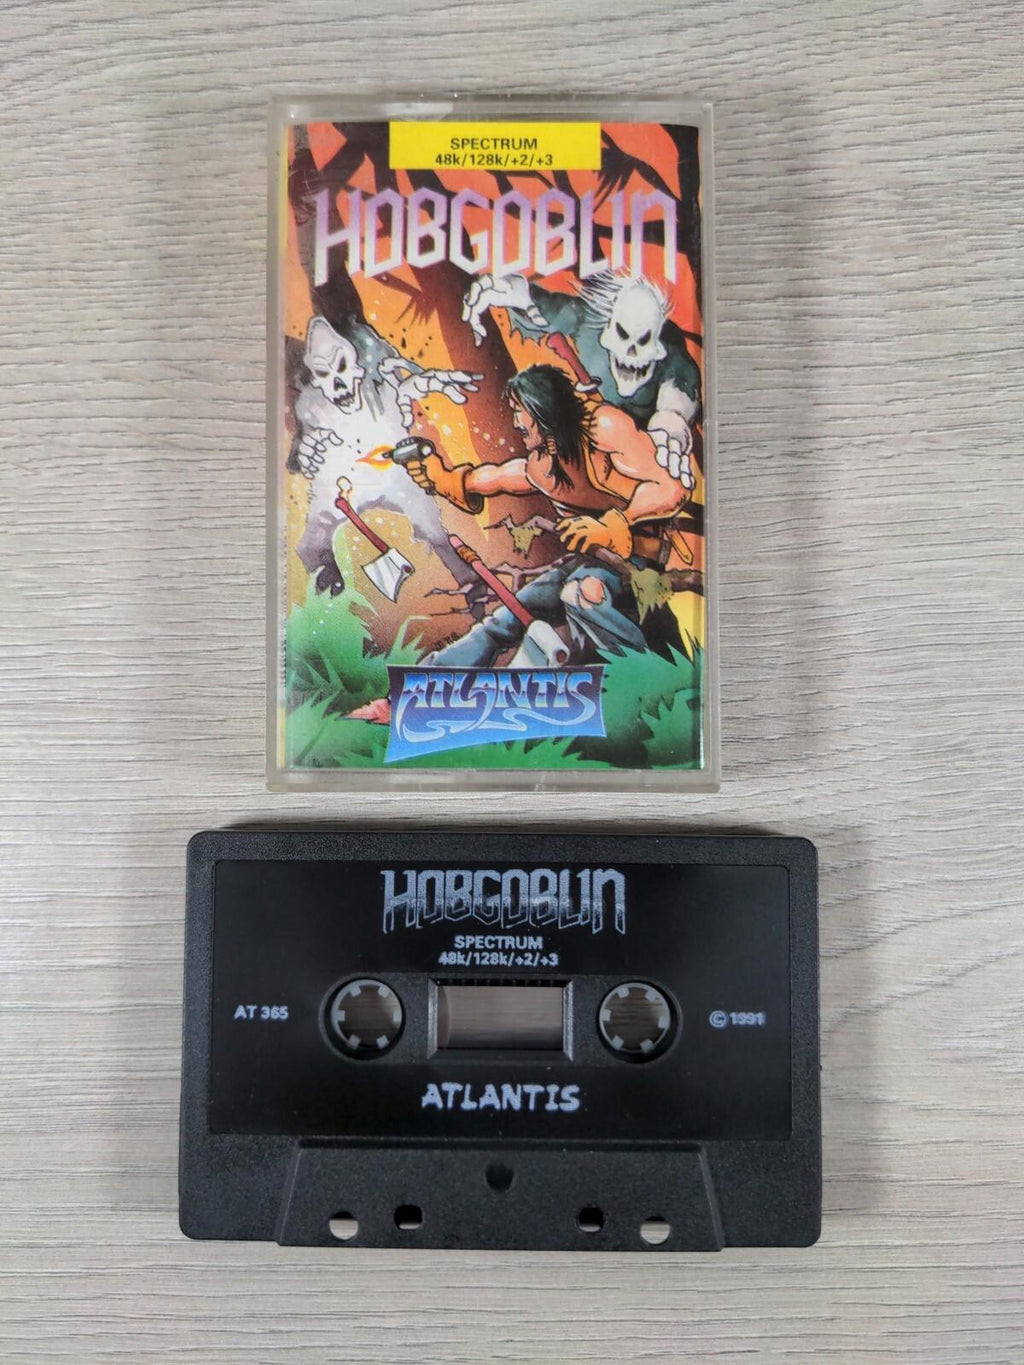 SPECTRUM
48k/128k/+2/+3
HOBGOBLIN
ATLANTIS
HOBGOBLIN
SPECTRUM
48k/128k/+2/+3
AT 365
© 1991
ATLANTIS